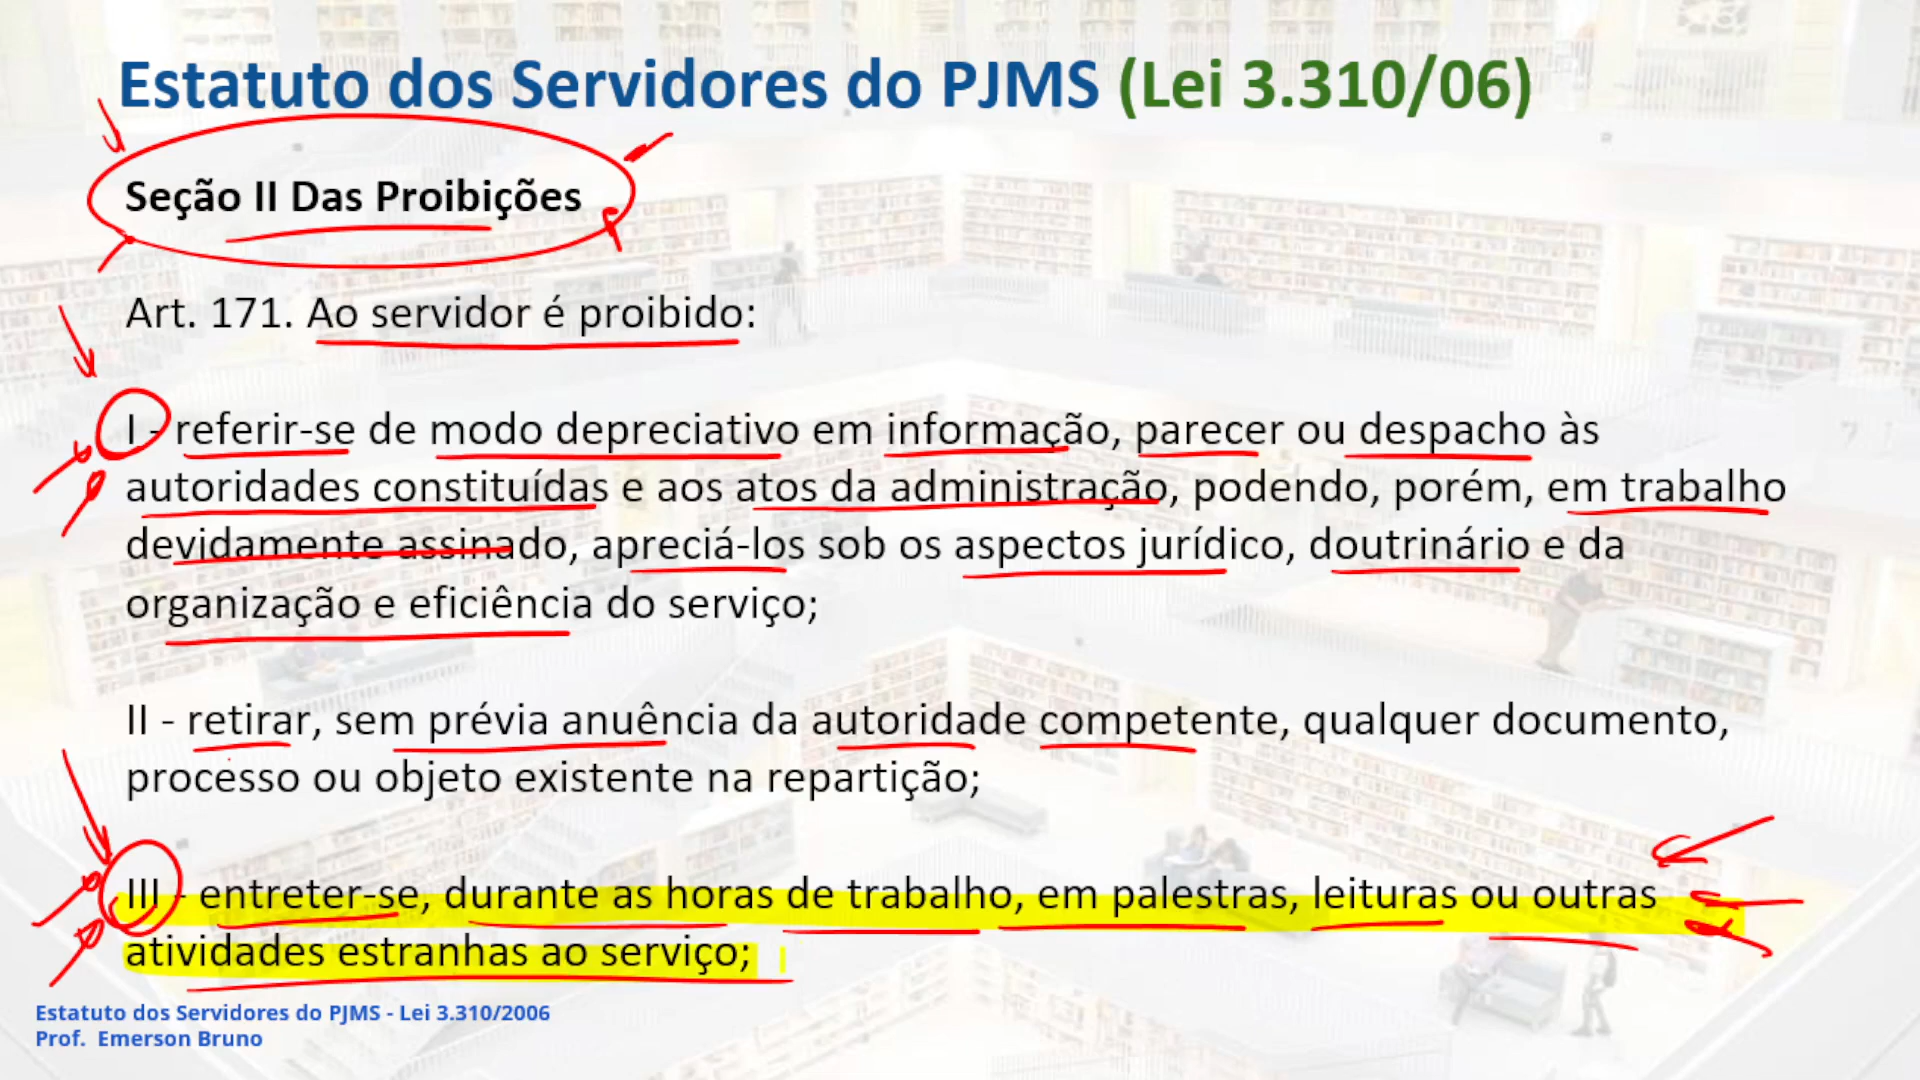 Estatuto dos Servidores do PJMS (Lei 3.310/06)
Seção II Das Proibições
Art. 171. Ao servidor é proibido:
I - referir-se de modo depreciativo em informação, parecer ou despacho às
autoridades constituídas e aos atos da administração, podendo, porém, em trabalho
devidamente assinado, apreciá-los sob os aspectos jurídico, doutrinário e da
organização e eficiência do serviço;
II - retirar, sem prévia anuência da autoridade competente, qualquer documento,
processo ou objeto existente na repartição;
III - entreter-se, durante as horas de trabalho, em palestras, leituras ou outras
atividades estranhas ao serviço;
Estatuto dos Servidores do PJMS - Lei 3.310/2006
Prof. Emerson Bruno